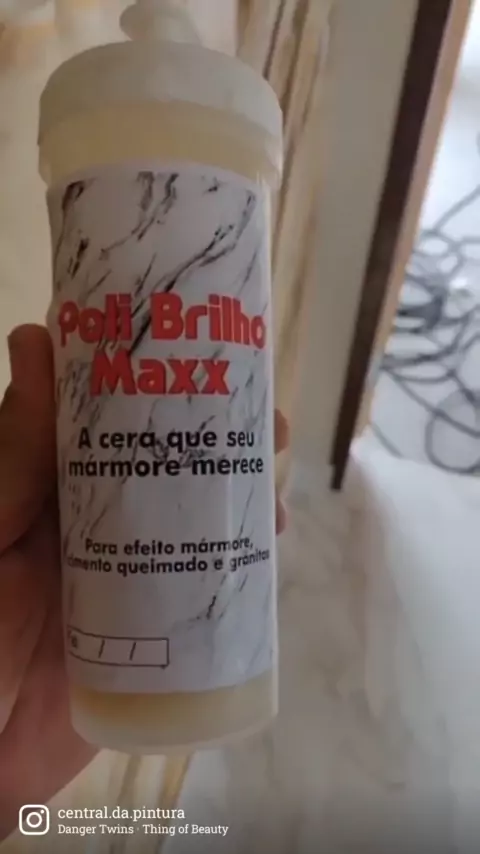 Poli Brilho
Maxx
A cera que seu
mármore merece
Para efeito mármore,
cimento queimado e granitos
/ /
central.da.pintura
Danger Twins · Thing of Beauty